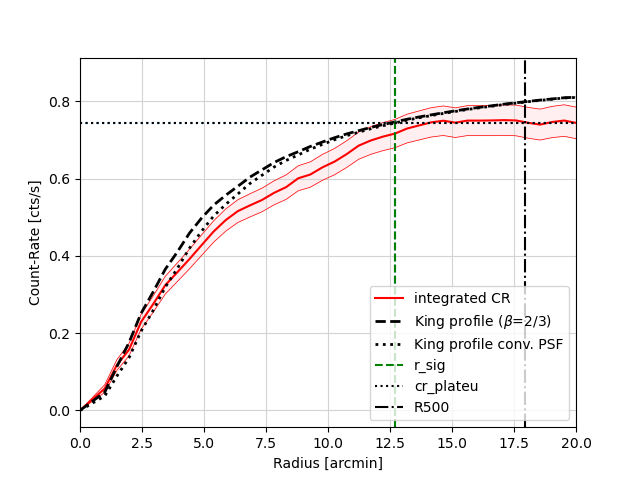 0.8
0.6
0.4
0.2
0.0
Count-Rate [cts/s]
integrated CR
King profile (β=2/3)
King profile conv. PSF
r_sig
cr_plateu
R500
0.0 2.5 5.0 7.5 10.0 12.5 15.0 17.5 20.0
Radius [arcmin]